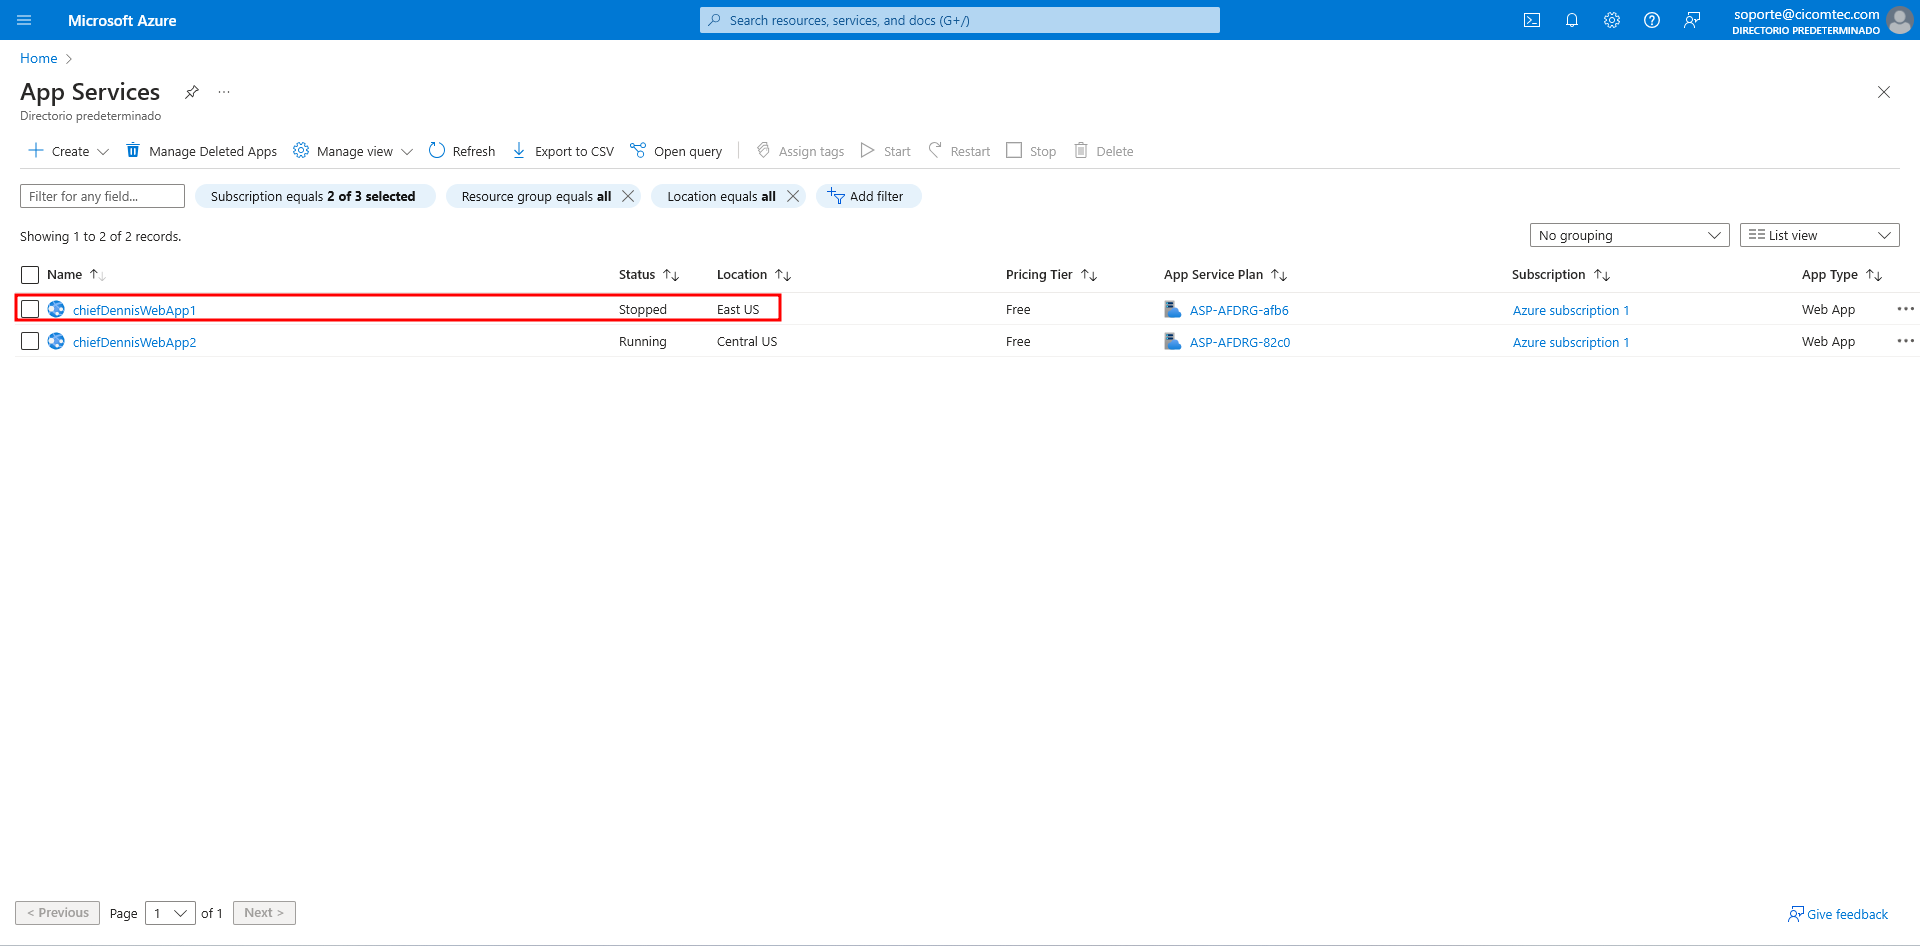 Microsoft Azure
Search resources, services, and docs (G+/)
soporte@cicomtec.com
DIRECTORIO PREDETERMINADO
Home
App Services
Directorio predeterminado
Create
Manage Deleted Apps
Manage view
Refresh
Export to CSV
Open query
Assign tags
Start
Restart
Stop
Delete
Filter for any field...
Subscription equals 2 of 3 selected
Resource group equals all
Location equals all
Add filter
Showing 1 to 2 of 2 records.
No grouping
List view
Name Status Location Pricing Tier App Service Plan Subscription App Type
chiefDennisWebApp1 Stopped East US Free ASP-AFDRG-afb6 Azure subscription 1 Web App
chiefDennisWebApp2 Running Central US Free ASP-AFDRG-82c0 Azure subscription 1 Web App
< Previous Page 1 of 1 Next >
Give feedback